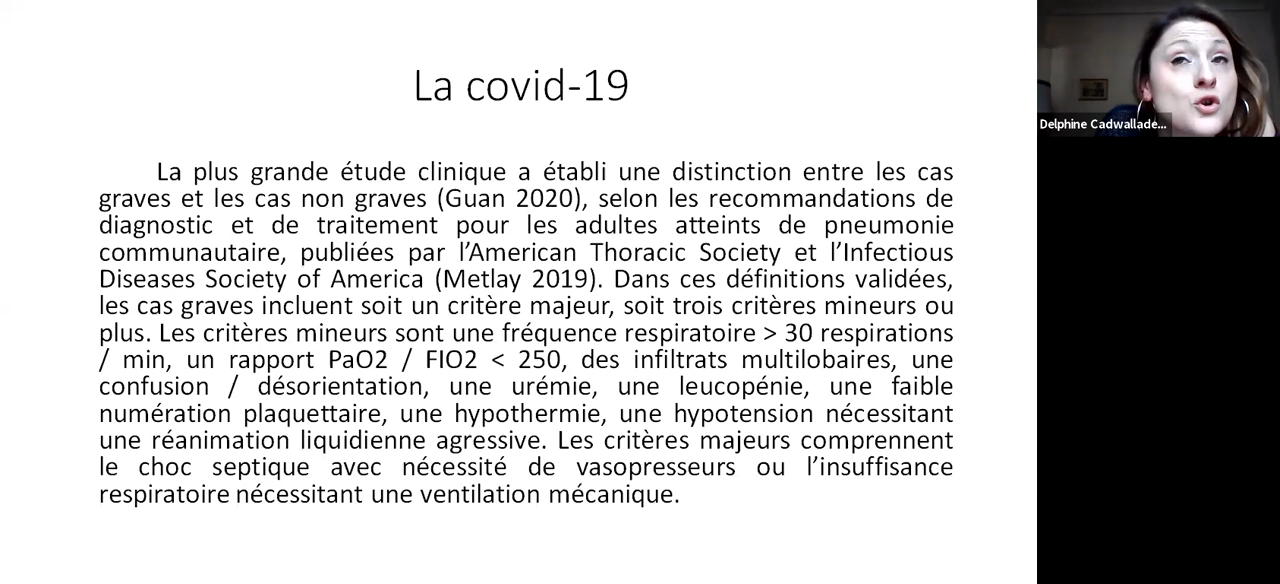 La covid-19
La plus grande étude clinique a établi une distinction entre les cas
graves et les cas non graves (Guan 2020), selon les recommandations de
diagnostic et de traitement pour les adultes atteints de pneumonie
communautaire, publiées par l’American Thoracic Society et l’Infectious
Diseases Society of America (Metlay 2019). Dans ces définitions validées,
les cas graves incluent soit un critère majeur, soit trois critères mineurs ou
plus. Les critères mineurs sont une fréquence respiratoire > 30 respirations
/ min, un rapport PaO2 / FIO2 < 250, des infiltrats multilobaires, une
confusion / désorientation, une urémie, une leucopénie, une faible
numération plaquettaire, une hypothermie, une hypotension nécessitant
une réanimation liquidienne agressive. Les critères majeurs comprennent
le choc septique avec nécessité de vasopresseurs ou l’insuffisance
respiratoire nécessitant une ventilation mécanique.
Delphine Cadwallade...